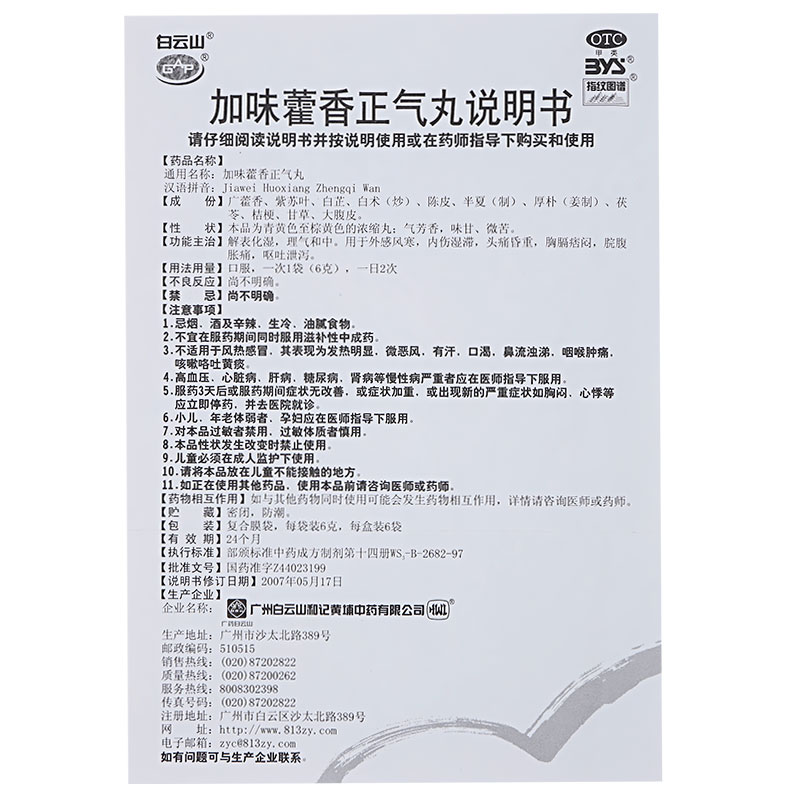 白云山®
GAP
OTC
甲类
BYS®
指纹图谱®
加味藿香正气丸说明书
请仔细阅读说明书并按说明使用或在药师指导下购买和使用
【药品名称】
通用名称：加味藿香正气丸
汉语拼音：Jiawei Huoxiang Zhengqi Wan
【成 份】广藿香、紫苏叶、白芷、白术（炒）、陈皮、半夏（制）、厚朴（姜制）、茯
苓、桔梗、甘草、大腹皮。
【性 状】本品为青黄色至棕黄色的浓缩丸；气芳香，味甘、微苦。
【功能主治】解表化湿，理气和中。用于外感风寒，内伤湿滞，头痛昏重，胸膈痞闷，脘腹
胀痛，呕吐泄泻。
【用法用量】口服，一次1袋（6克），一日2次
【不良反应】尚不明确。
【禁 忌】尚不明确。
【注意事项】
1.忌烟、酒及辛辣、生冷、油腻食物。
2.不宜在服药期间同时服用滋补性中成药。
3.不适用于风热感冒，其表现为发热明显，微恶风，有汗，口渴，鼻流浊涕，咽喉肿痛，
咳嗽咯吐黄痰。
4.高血压、心脏病、肝病、糖尿病、肾病等慢性病严重者应在医师指导下服用。
5.服药3天后或服药期间症状无改善，或症状加重，或出现新的严重症状如胸闷、心悸等
应立即停药，并去医院就诊。
6.小儿、年老体弱者、孕妇应在医师指导下服用。
7.对本品过敏者禁用，过敏体质者慎用。
8.本品性状发生改变时禁止使用。
9.儿童必须在成人监护下使用。
10.请将本品放在儿童不能接触的地方。
11.如正在使用其他药品，使用本品前请咨询医师或药师。
【药物相互作用】如与其他药物同时使用可能会发生药物相互作用，详情请咨询医师或药师。
【贮 藏】密闭，防潮。
【包 装】复合膜袋，每袋装6克，每盒装6袋
【有 效 期】24个月
【执行标准】部颁标准中药成方制剂第十四册WS₃-B-2682-97
【批准文号】国药准字Z44023199
【说明书修订日期】2007年05月17日
【生产企业】
企业名称：广州白云山和记黄埔中药有限公司®
广药白云山
生产地址：广州市沙太北路389号
邮政编码：510515
销售热线：(020)87202822
质量热线：(020)87200262
服务热线：8008302398
传真号码：(020)87202822
注册地址：广州市白云区沙太北路389号
网 址：http://www.813zy.com
电子邮箱：zyc@813zy.com
如有问题可与生产企业联系。